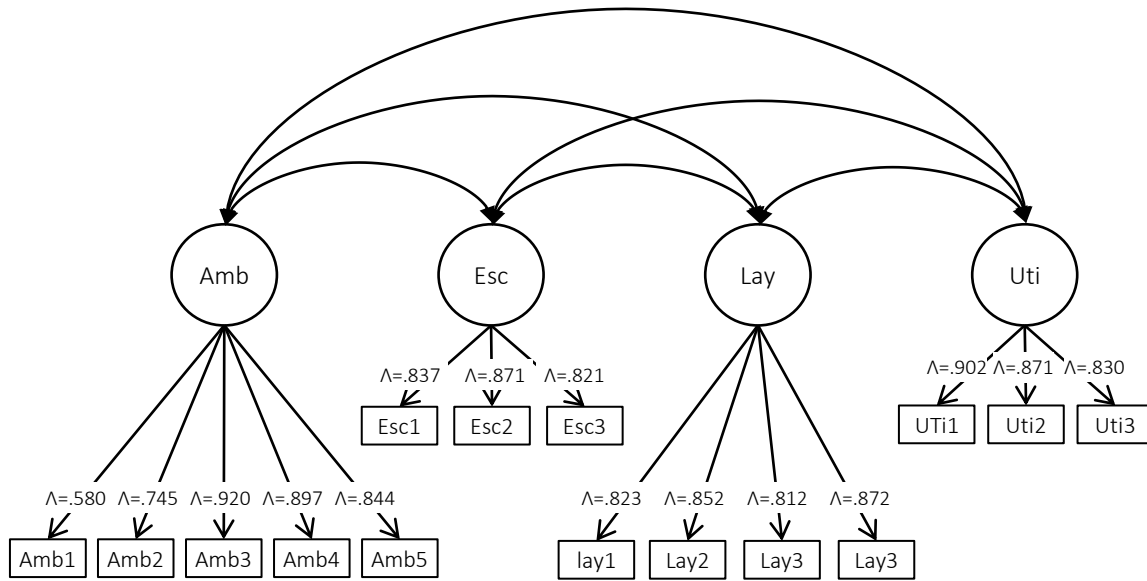 Amb Esc Lay Uti
Λ=.902 Λ=.871 Λ=.830
Λ=.837 Λ=.871 Λ=.821
UTi1 Uti2 Uti3
Esc1 Esc2 Esc3
Λ=.580 Λ=.745 Λ=.920 Λ=.897 Λ=.844 Λ=.823 Λ=.852 Λ=.812 Λ=.872
Amb1 Amb2 Amb3 Amb4 Amb5 lay1 Lay2 Lay3 Lay3